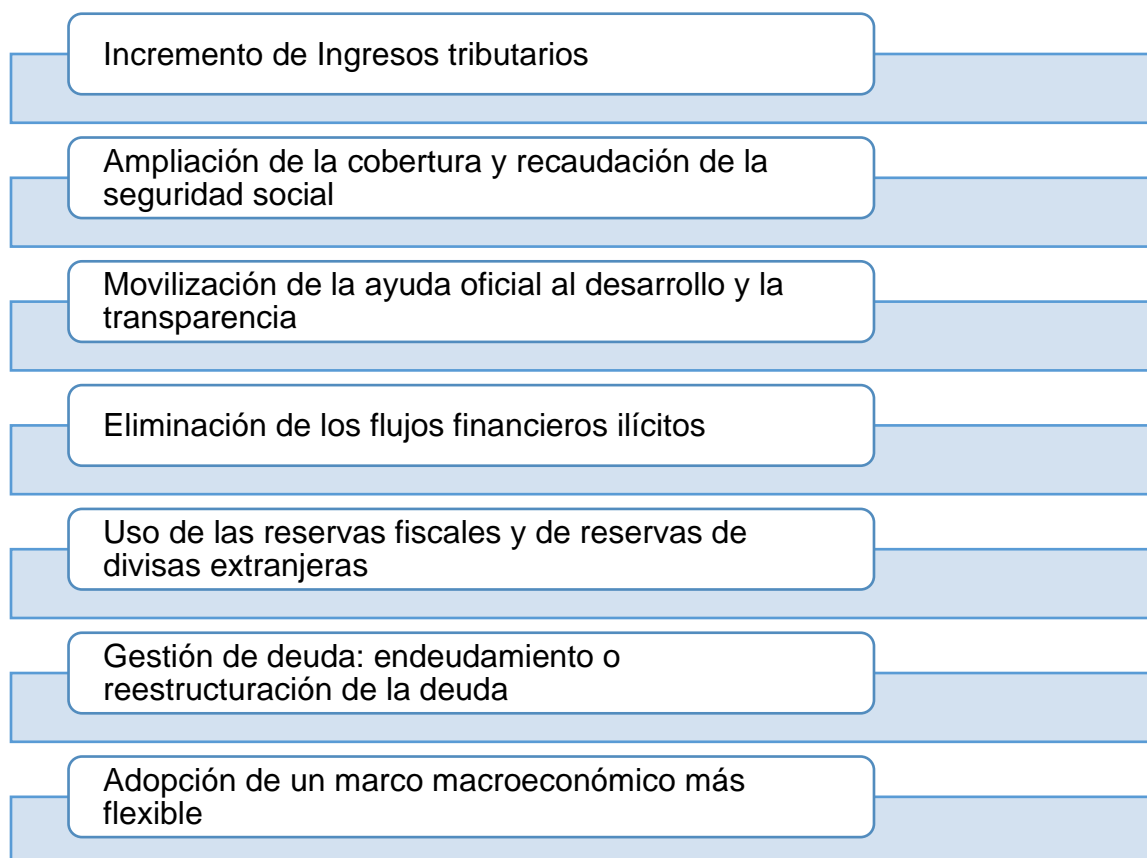 Incremento de Ingresos tributarios
Ampliación de la cobertura y recaudación de la
seguridad social
Movilización de la ayuda oficial al desarrollo y la
transparencia
Eliminación de los flujos financieros ilícitos
Uso de las reservas fiscales y de reservas de
divisas extranjeras
Gestión de deuda: endeudamiento o
reestructuración de la deuda
Adopción de un marco macroeconómico más
flexible